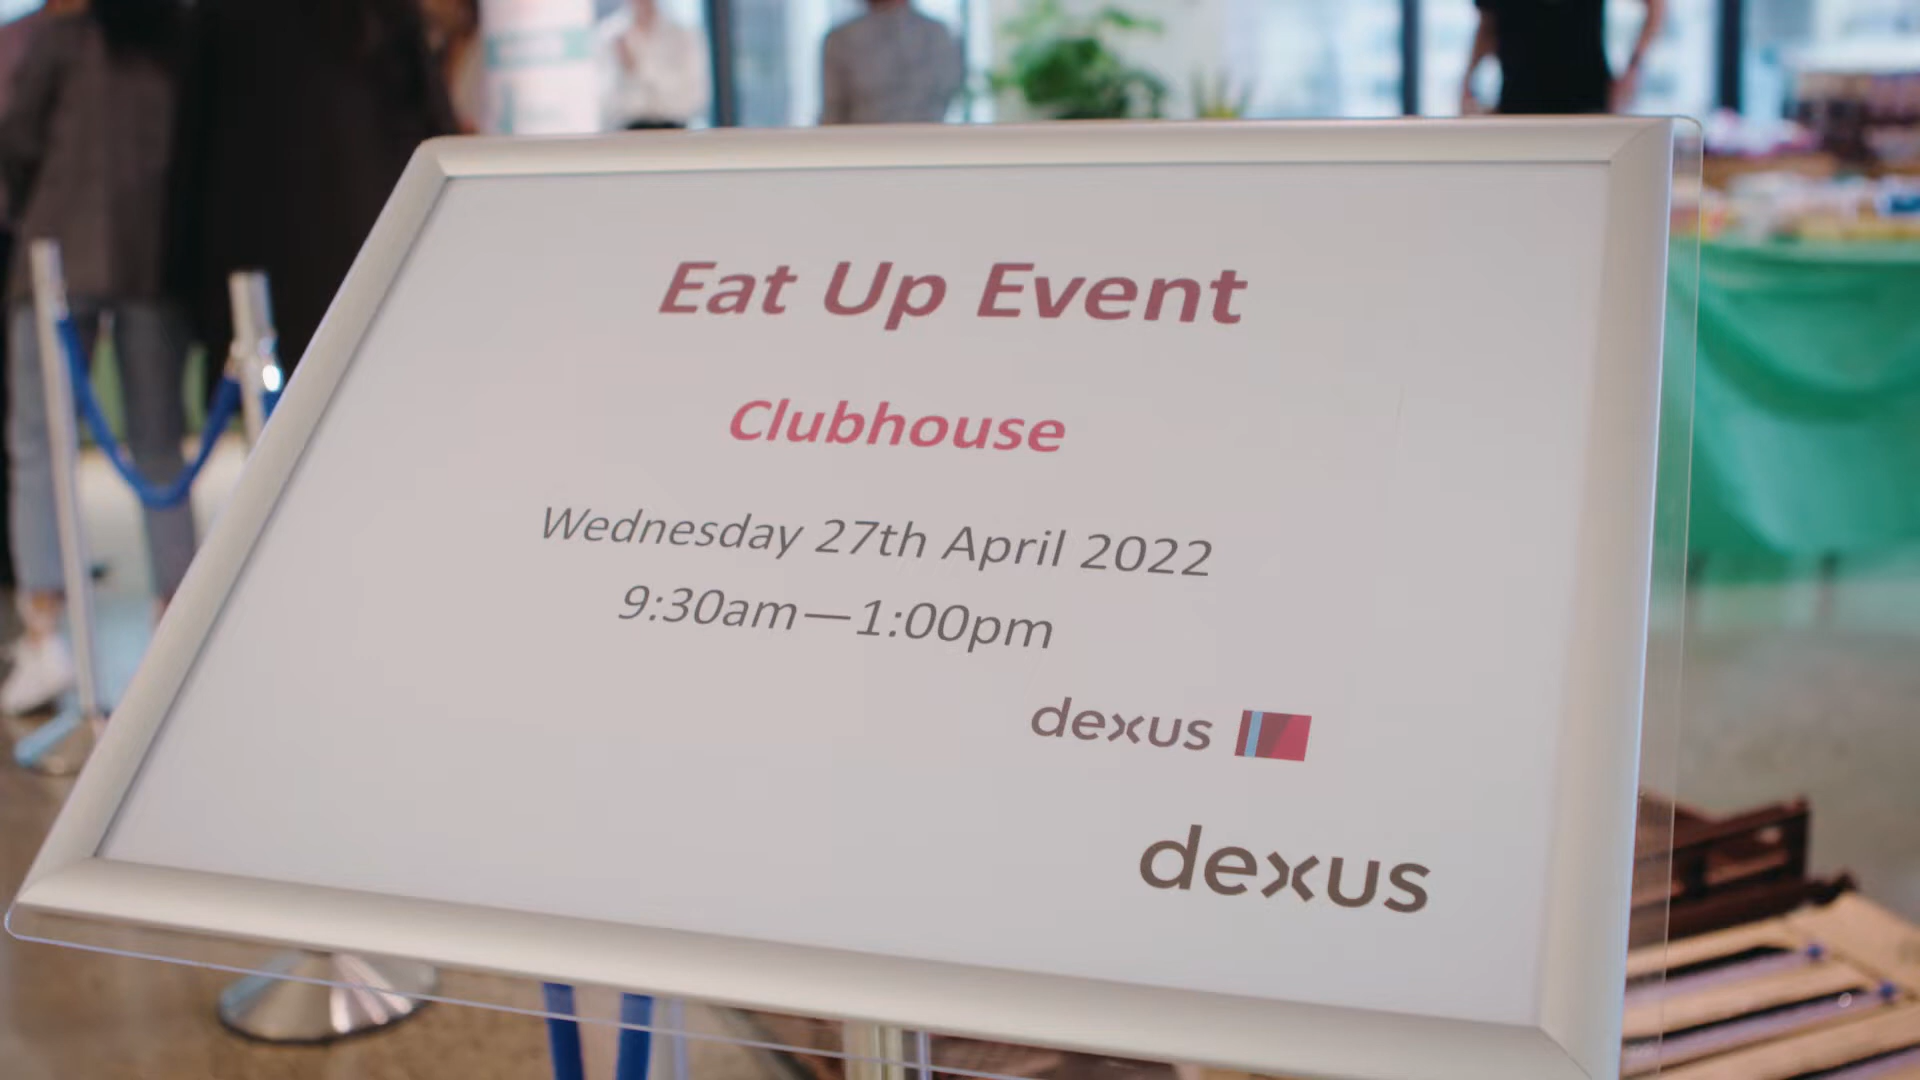 Eat Up Event
Clubhouse
Wednesday 27th April 2022
9:30am—1:00pm
dexus
dexus